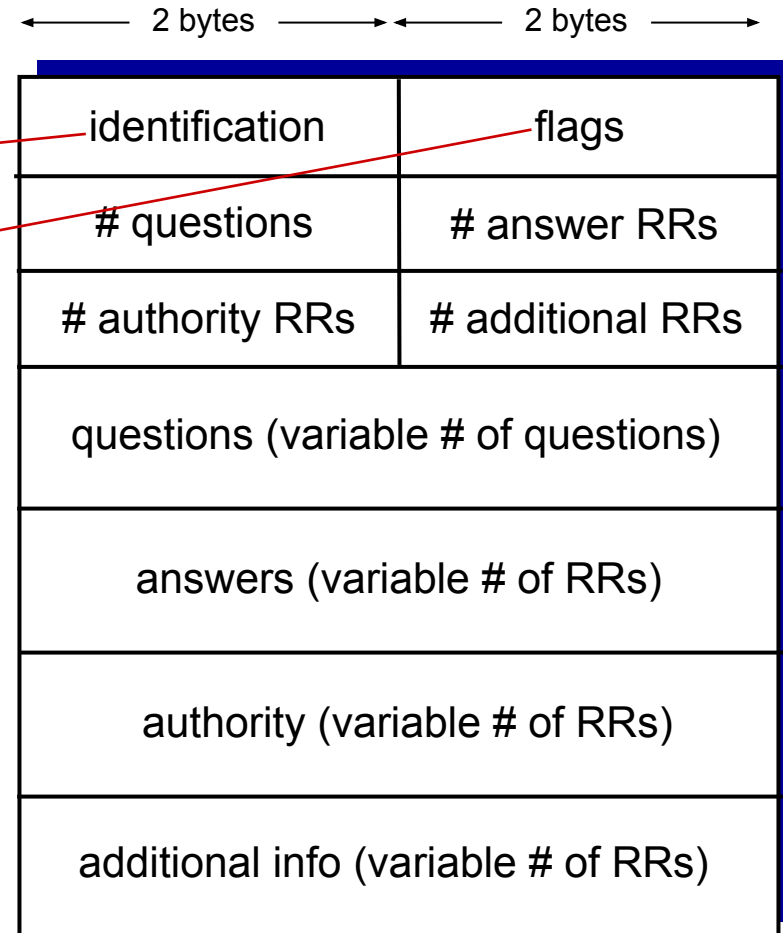 2 bytes 2 bytes
identification flags
# questions # answer RRs
# authority RRs # additional RRs
questions (variable # of questions)
answers (variable # of RRs)
authority (variable # of RRs)
additional info (variable # of RRs)